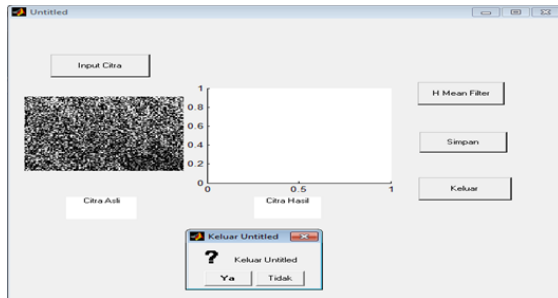 Untitled
Input Citra
H Mean Filter
1
0.8
0.6
0.4
0.2
0
0
0.5
1
Simpan
Keluar
Citra Asli
Citra Hasil
Keluar Untitled
?
Keluar Untitled
Ya
Tidak